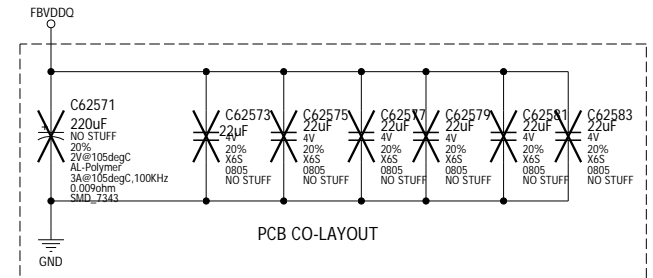 FBVDDQ
C62571
220uF
NO STUFF
20%
2V@105degC
AL-Polymer
3A@105degC,100KHz
0.009ohm
SMD_7343
C62573
22uF
4V
20%
X6S
0805
NO STUFF
C62575
22uF
4V
20%
X6S
0805
NO STUFF
C62577
22uF
4V
20%
X6S
0805
NO STUFF
C62579
22uF
4V
20%
X6S
0805
NO STUFF
C62581
22uF
4V
20%
X6S
0805
NO STUFF
C62583
22uF
4V
20%
X6S
0805
NO STUFF
PCB CO-LAYOUT
GND